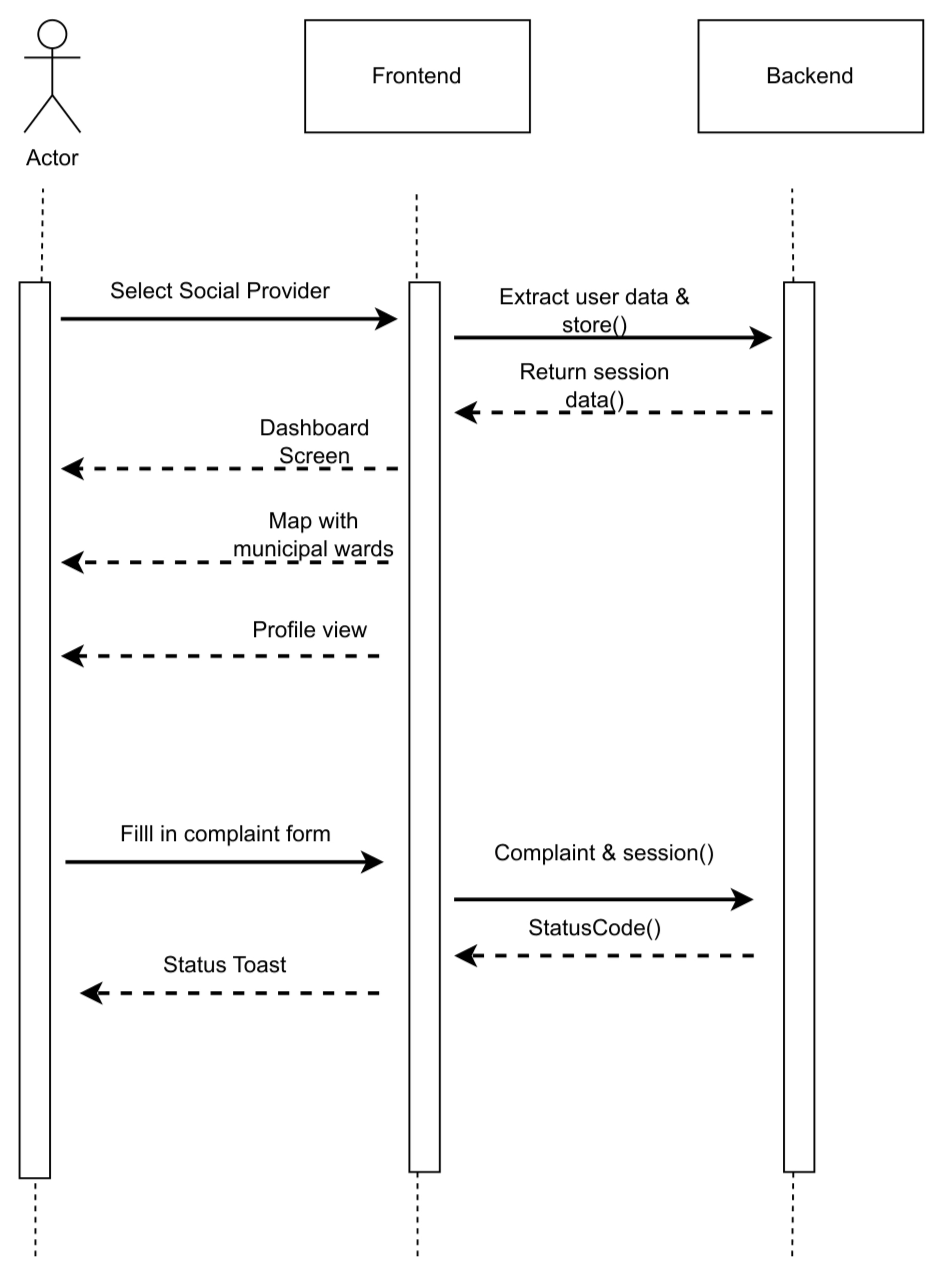 Frontend
Backend
Actor
Select Social Provider
Extract user data &
store()
Return session
data()
Dashboard
Screen
Map with
municipal wards
Profile view
Filll in complaint form
Complaint & session()
StatusCode()
Status Toast